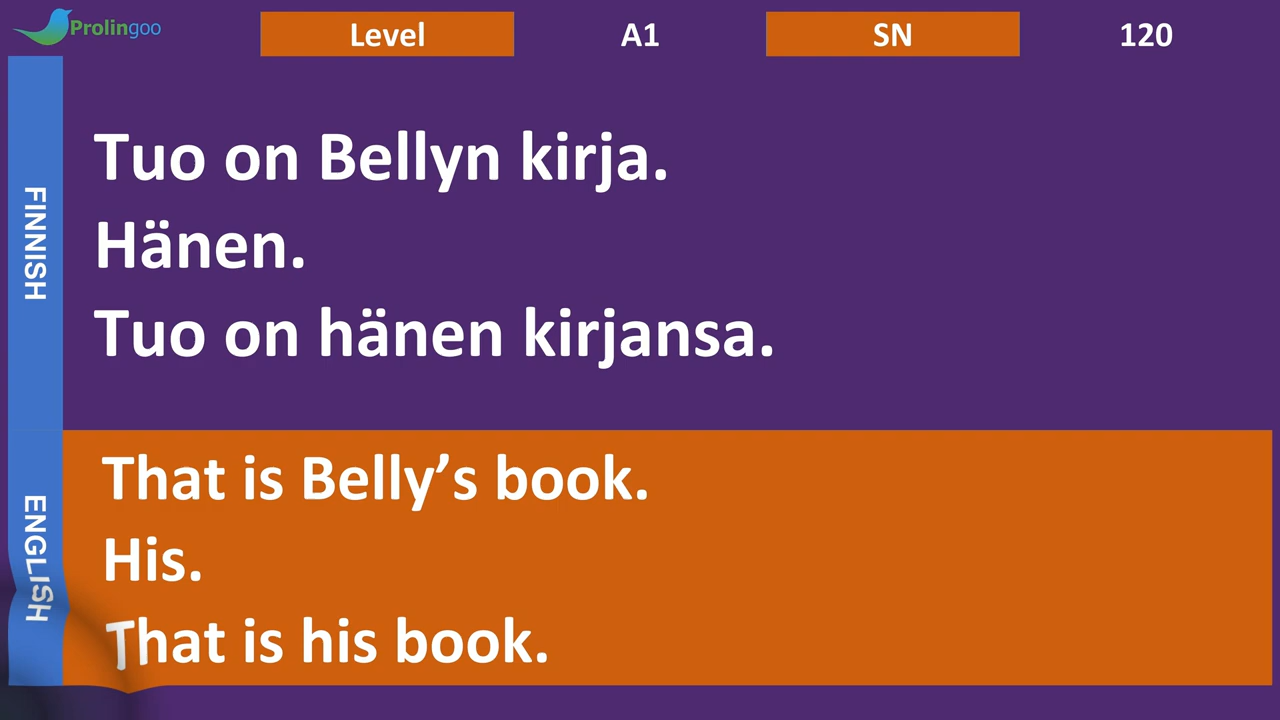 Prolingoo
Level A1 SN 120
FINNISH
Tuo on Bellyn kirja.
Hänen.
Tuo on hänen kirjansa.
ENGLISH
That is Belly’s book.
His.
That is his book.